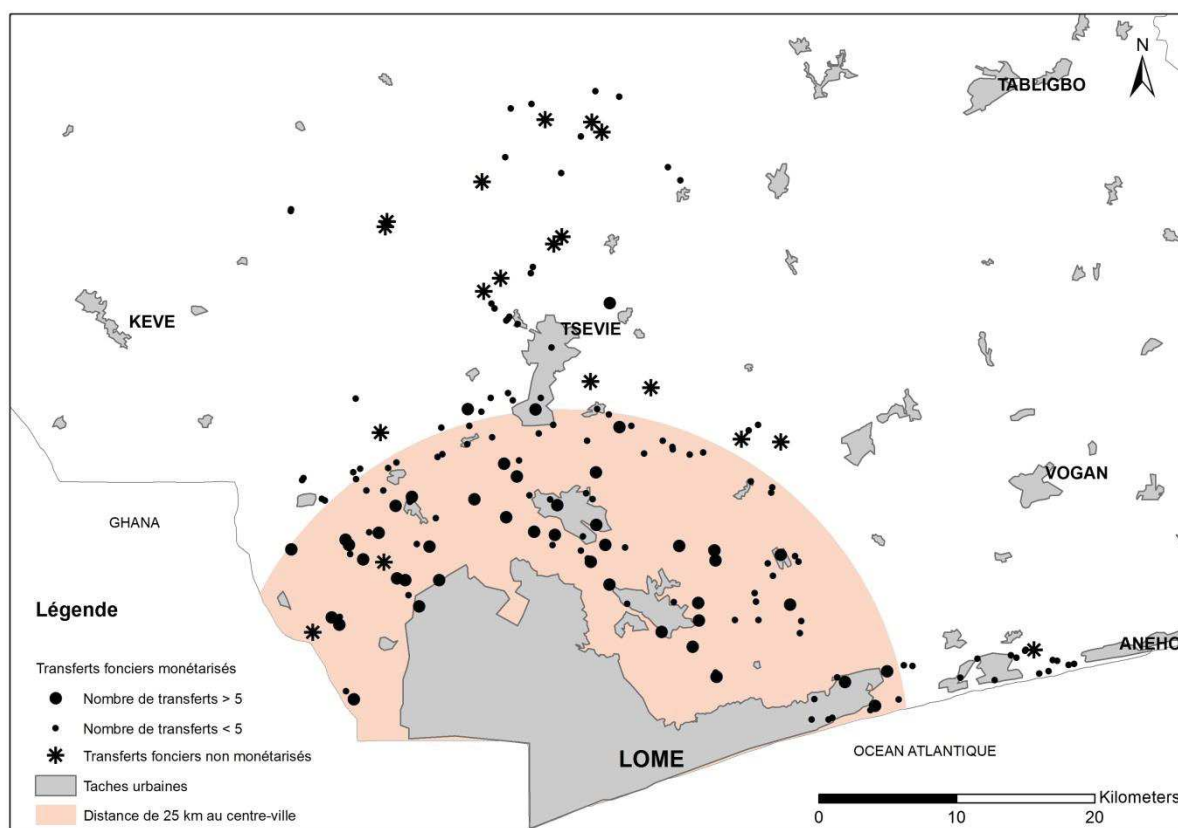 N
TABLIGBO
KEVE
TSEVIE
VOGAN
GHANA
Légende
Transferts fonciers monétarisés
Nombre de transferts > 5
Nombre de transferts < 5
Transferts fonciers non monétarisés
Taches urbaines
Distance de 25 km au centre-ville
ANEHO
LOME
OCEAN ATLANTIQUE
Kilometers
0 10 20